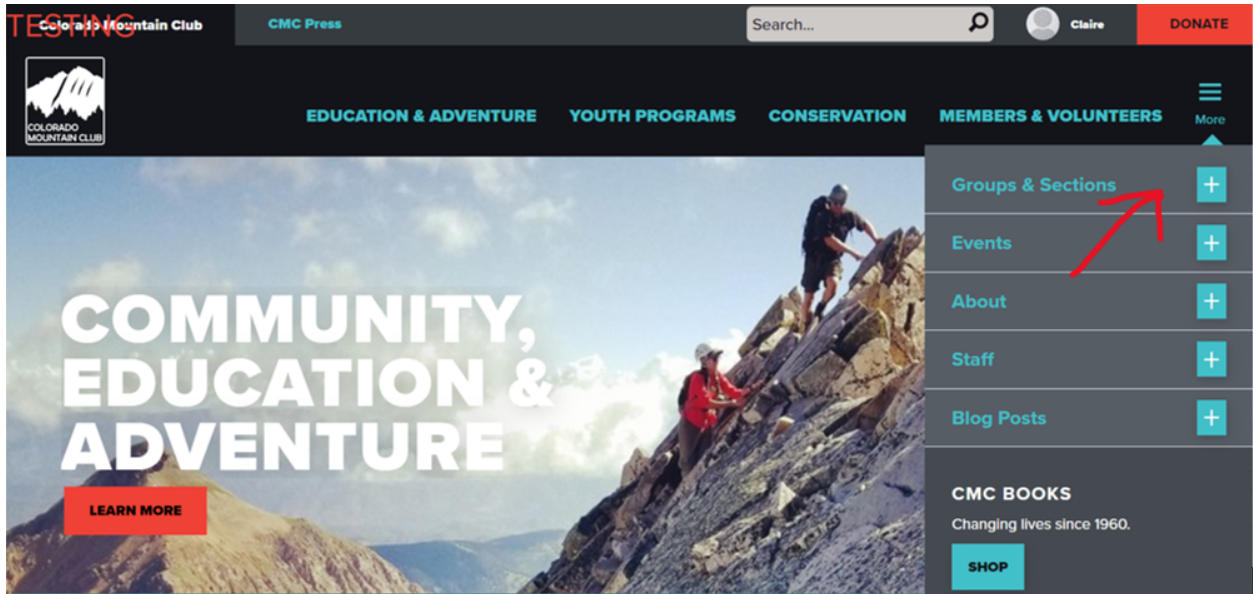 TESTING
Colorado Mountain Club
CMC Press
Search...
Claire
DONATE
COLORADO
MOUNTAIN CLUB
EDUCATION & ADVENTURE
YOUTH PROGRAMS
CONSERVATION
MEMBERS & VOLUNTEERS
More
Groups & Sections
Events
About
Staff
Blog Posts
COMMUNITY,
EDUCATION &
ADVENTURE
LEARN MORE
CMC BOOKS
Changing lives since 1960.
SHOP